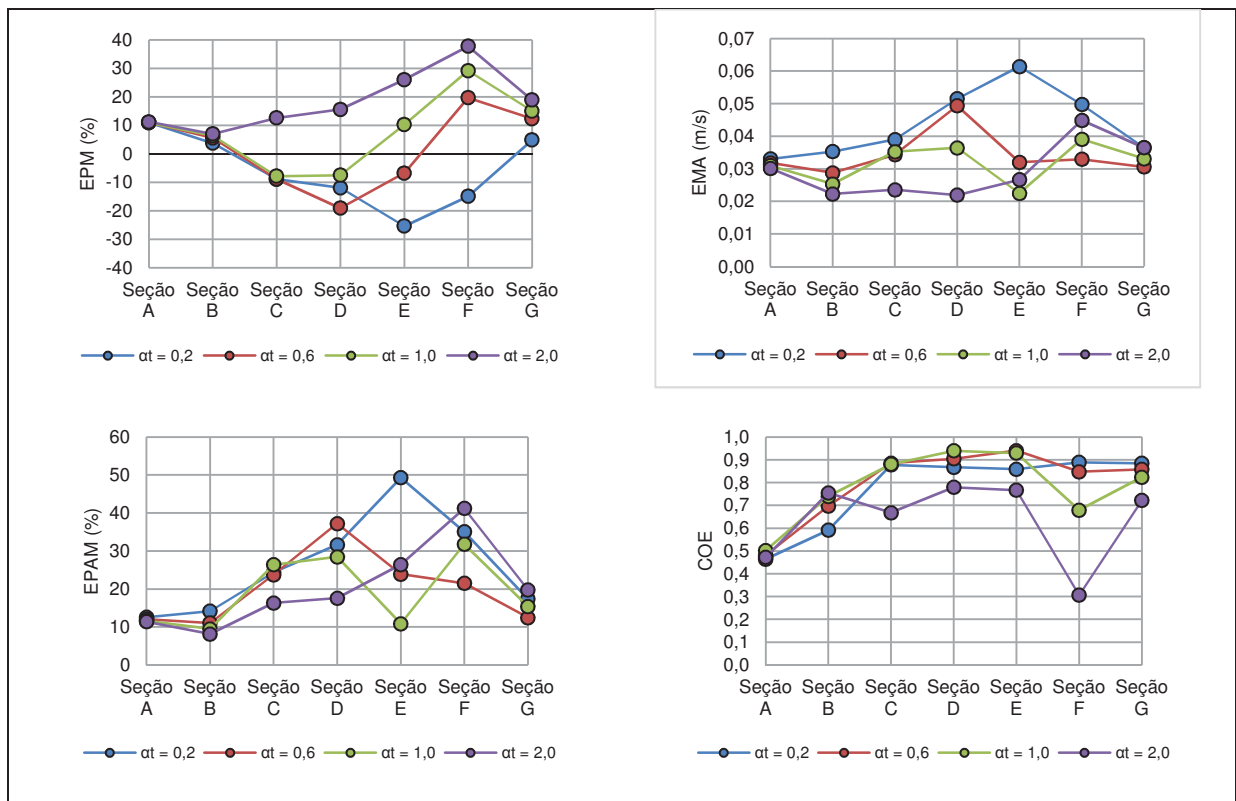 EPM (%)
40
30
20
10
0
-10
-20
-30
-40
Seção A
Seção B
Seção C
Seção D
Seção E
Seção F
Seção G
αt = 0,2
αt = 0,6
αt = 1,0
αt = 2,0
EMA (m/s)
0,07
0,06
0,05
0,04
0,03
0,02
0,01
0,00
Seção A
Seção B
Seção C
Seção D
Seção E
Seção F
Seção G
αt = 0,2
αt = 0,6
αt = 1,0
αt = 2,0
EPAM (%)
60
50
40
30
20
10
0
Seção A
Seção B
Seção C
Seção D
Seção E
Seção F
Seção G
αt = 0,2
αt = 0,6
αt = 1,0
αt = 2,0
COE
1,0
0,9
0,8
0,7
0,6
0,5
0,4
0,3
0,2
0,1
0,0
Seção A
Seção B
Seção C
Seção D
Seção E
Seção F
Seção G
αt = 0,2
αt = 0,6
αt = 1,0
αt = 2,0